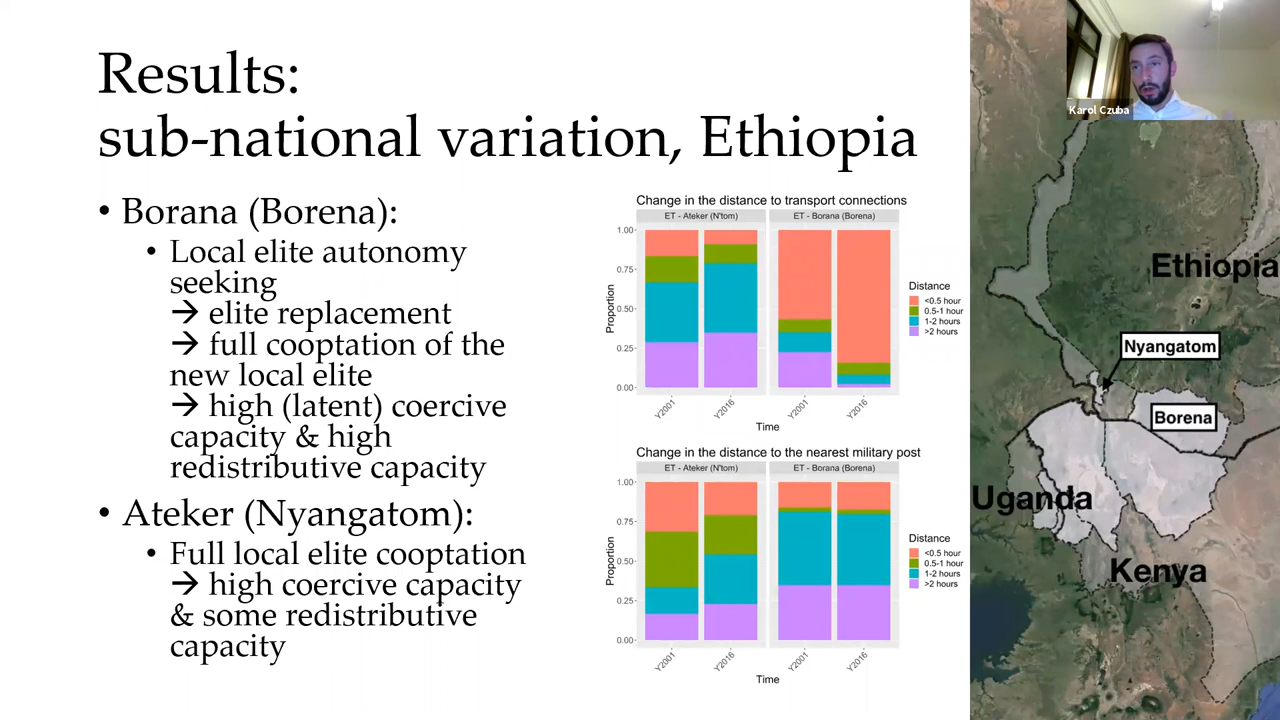 Results:
sub-national variation, Ethiopia
• Borana (Borena):
• Local elite autonomy
seeking
→ elite replacement
→ full cooptation of the
new local elite
→ high (latent) coercive
capacity & high
redistributive capacity
• Ateker (Nyangatom):
• Full local elite cooptation
→ high coercive capacity
& some redistributive
capacity
Change in the distance to transport connections
ET - Ateker (N'tom)
ET - Borana (Borena)
Proportion
1.00
0.75
0.50
0.25
0.00
Y2001
Y2016
Y2001
Y2016
Time
Distance
<0.5 hour
0.5-1 hour
1-2 hours
>2 hours
Change in the distance to the nearest military post
ET - Ateker (N'tom)
ET - Borana (Borena)
Proportion
1.00
0.75
0.50
0.25
0.00
Y2001
Y2016
Y2001
Y2016
Time
Distance
<0.5 hour
0.5-1 hour
1-2 hours
>2 hours
Karol Czuba
Ethiopia
Nyangatom
Borena
Uganda
Kenya